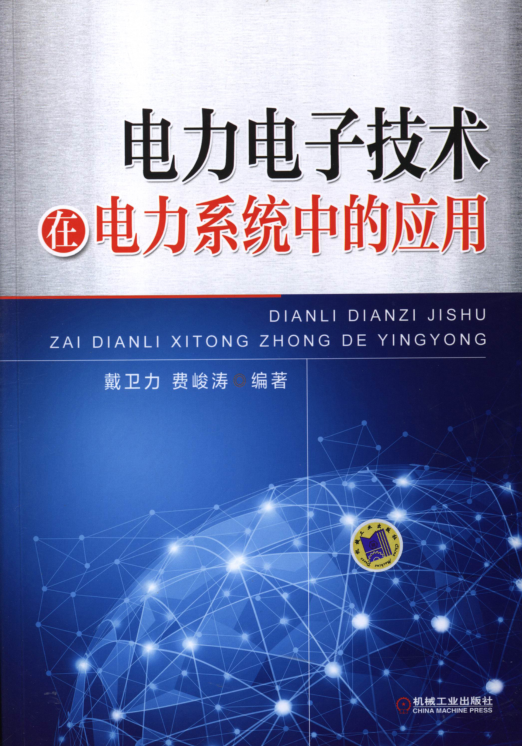 电力电子技术
在电力系统中的应用
DIANLI DIANZI JISHU
ZAI DIANLI XITONG ZHONG DE YINGYONG
戴卫力 费峻涛 编著
机械工业出版社
CHINA MACHINE PRESS